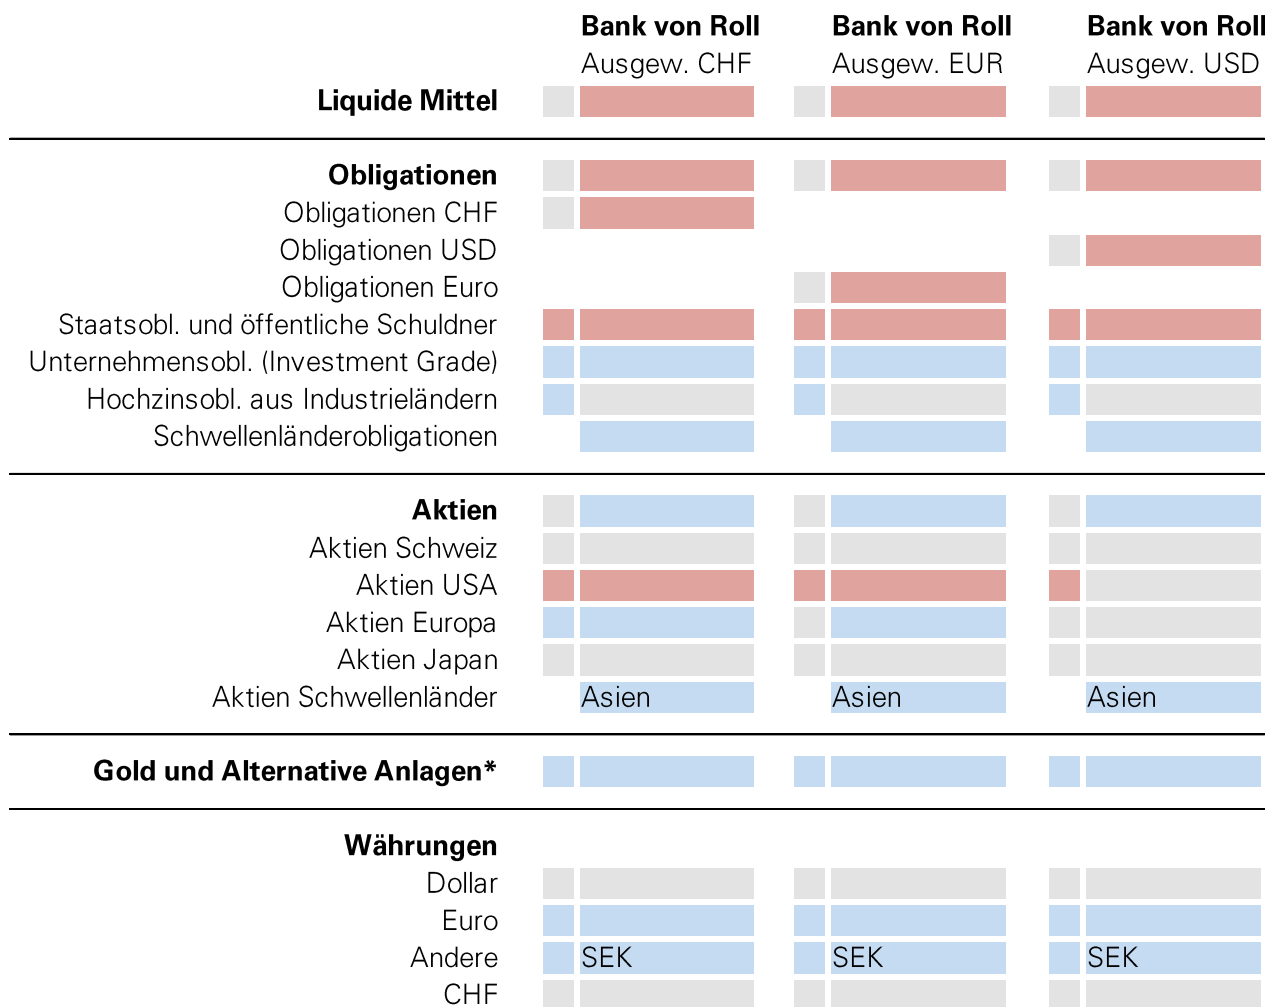 Bank von Roll Bank von Roll Bank von Roll
Ausgew. CHF Ausgew. EUR Ausgew. USD
Liquide Mittel
Obligationen
Obligationen CHF
Obligationen USD
Obligationen Euro
Staatsobl. und öffentliche Schuldner
Unternehmensobl. (Investment Grade)
Hochzinsobl. aus Industrieländern
Schwellenländerobligationen
Aktien
Aktien Schweiz
Aktien USA
Aktien Europa
Aktien Japan
Aktien Schwellenländer Asien Asien Asien
Gold und Alternative Anlagen*
Währungen
Dollar
Euro
Andere SEK SEK SEK
CHF